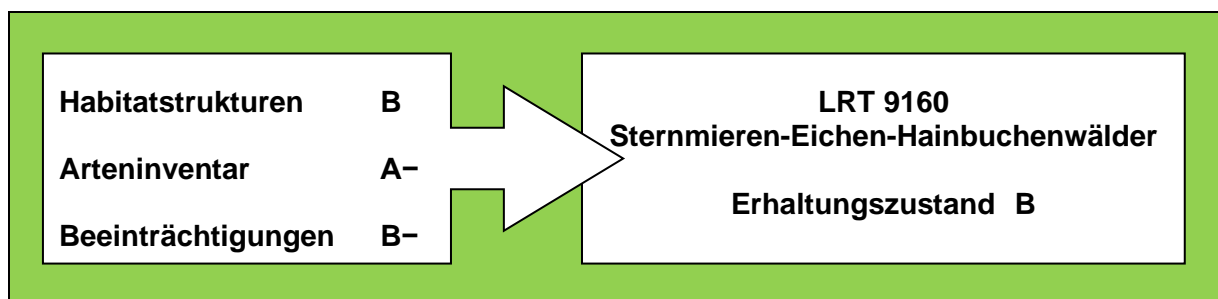 Habitatstrukturen B
Arteninventar A−
Beeinträchtigungen B−
LRT 9160
Sternmieren-Eichen-Hainbuchenwälder
Erhaltungszustand B